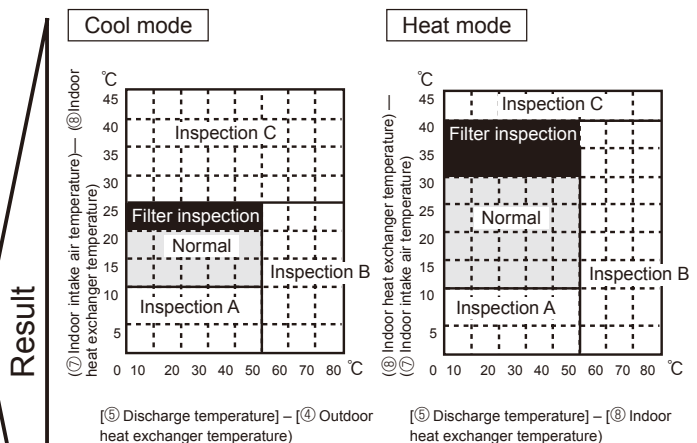 Cool mode
Heat mode
℃
45
40
35
30
25
20
15
10
5
0 10 20 30 40 50 60 70 80 ℃
Inspection C
Filter inspection
Normal
Inspection B
Inspection A
(⑦ Indoor intake air temperature)— (⑧Indoor
heat exchanger temperature)
[⑤ Discharge temperature] – [④ Outdoor
heat exchanger temperature)
℃
45
40
35
30
25
20
15
10
5
0 10 20 30 40 50 60 70 80 ℃
Inspection C
Filter inspection
Normal
Inspection B
Inspection A
(⑧ Indoor heat exchanger temperature) —
(⑦ Indoor intake air temperature)
[⑤ Discharge temperature] – [⑧ Indoor
heat exchanger temperature)
Result